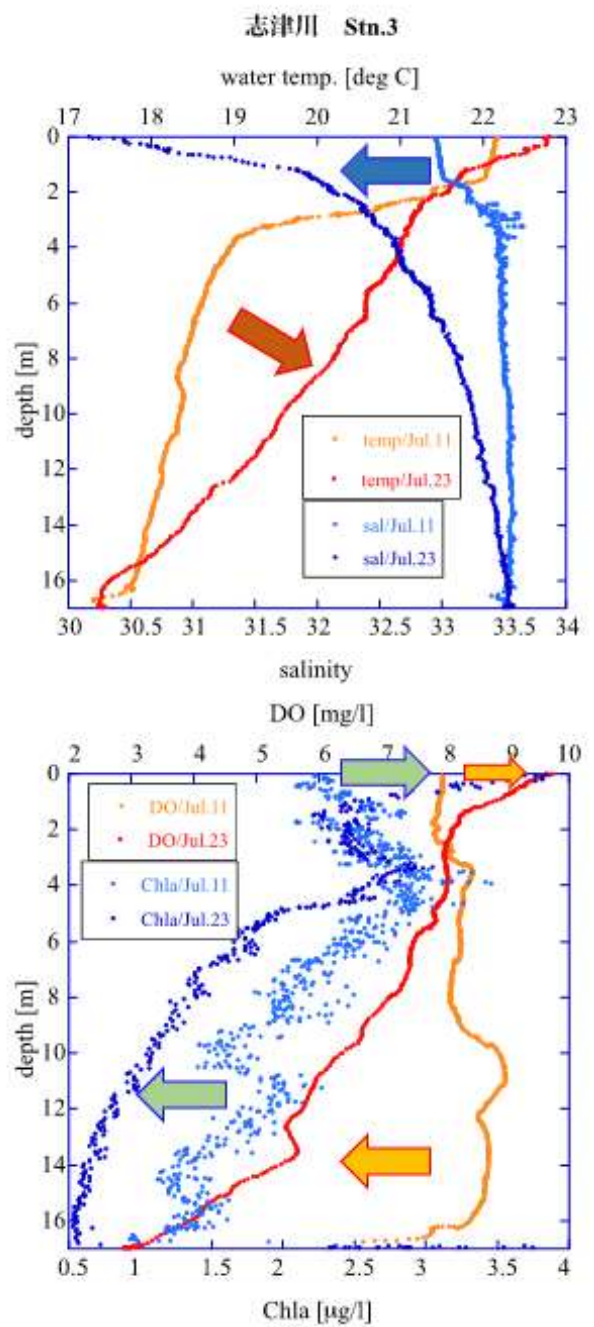 志津川 Stn.3
water temp. [deg C]
17 18 19 20 21 22 23
0
2
4
6
8
10
12
14
16
depth [m]
temp/Jul.11
temp/Jul.23
sal/Jul.11
sal/Jul.23
30 30.5 31 31.5 32 32.5 33 33.5 34
salinity
DO [mg/l]
2 3 4 5 6 7 8 9 10
0
2
4
6
8
10
12
14
16
depth [m]
DO/Jul.11
DO/Jul.23
Chla/Jul.11
Chla/Jul.23
0.5 1 1.5 2 2.5 3 3.5 4
Chla [µg/l]